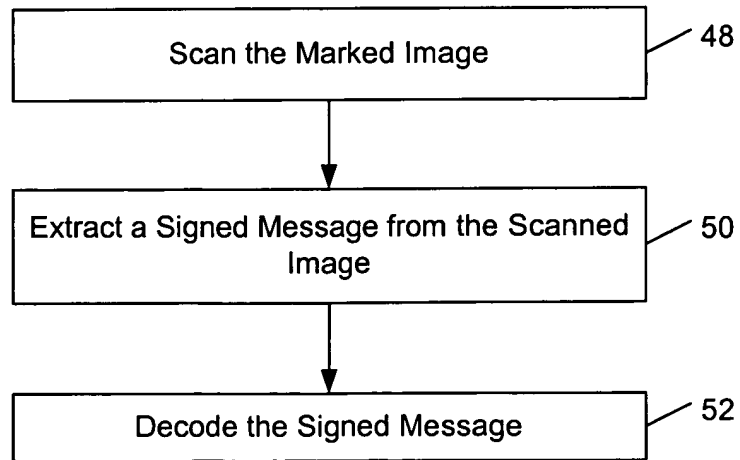 Scan the Marked Image
48
Extract a Signed Message from the Scanned
Image
50
Decode the Signed Message
52